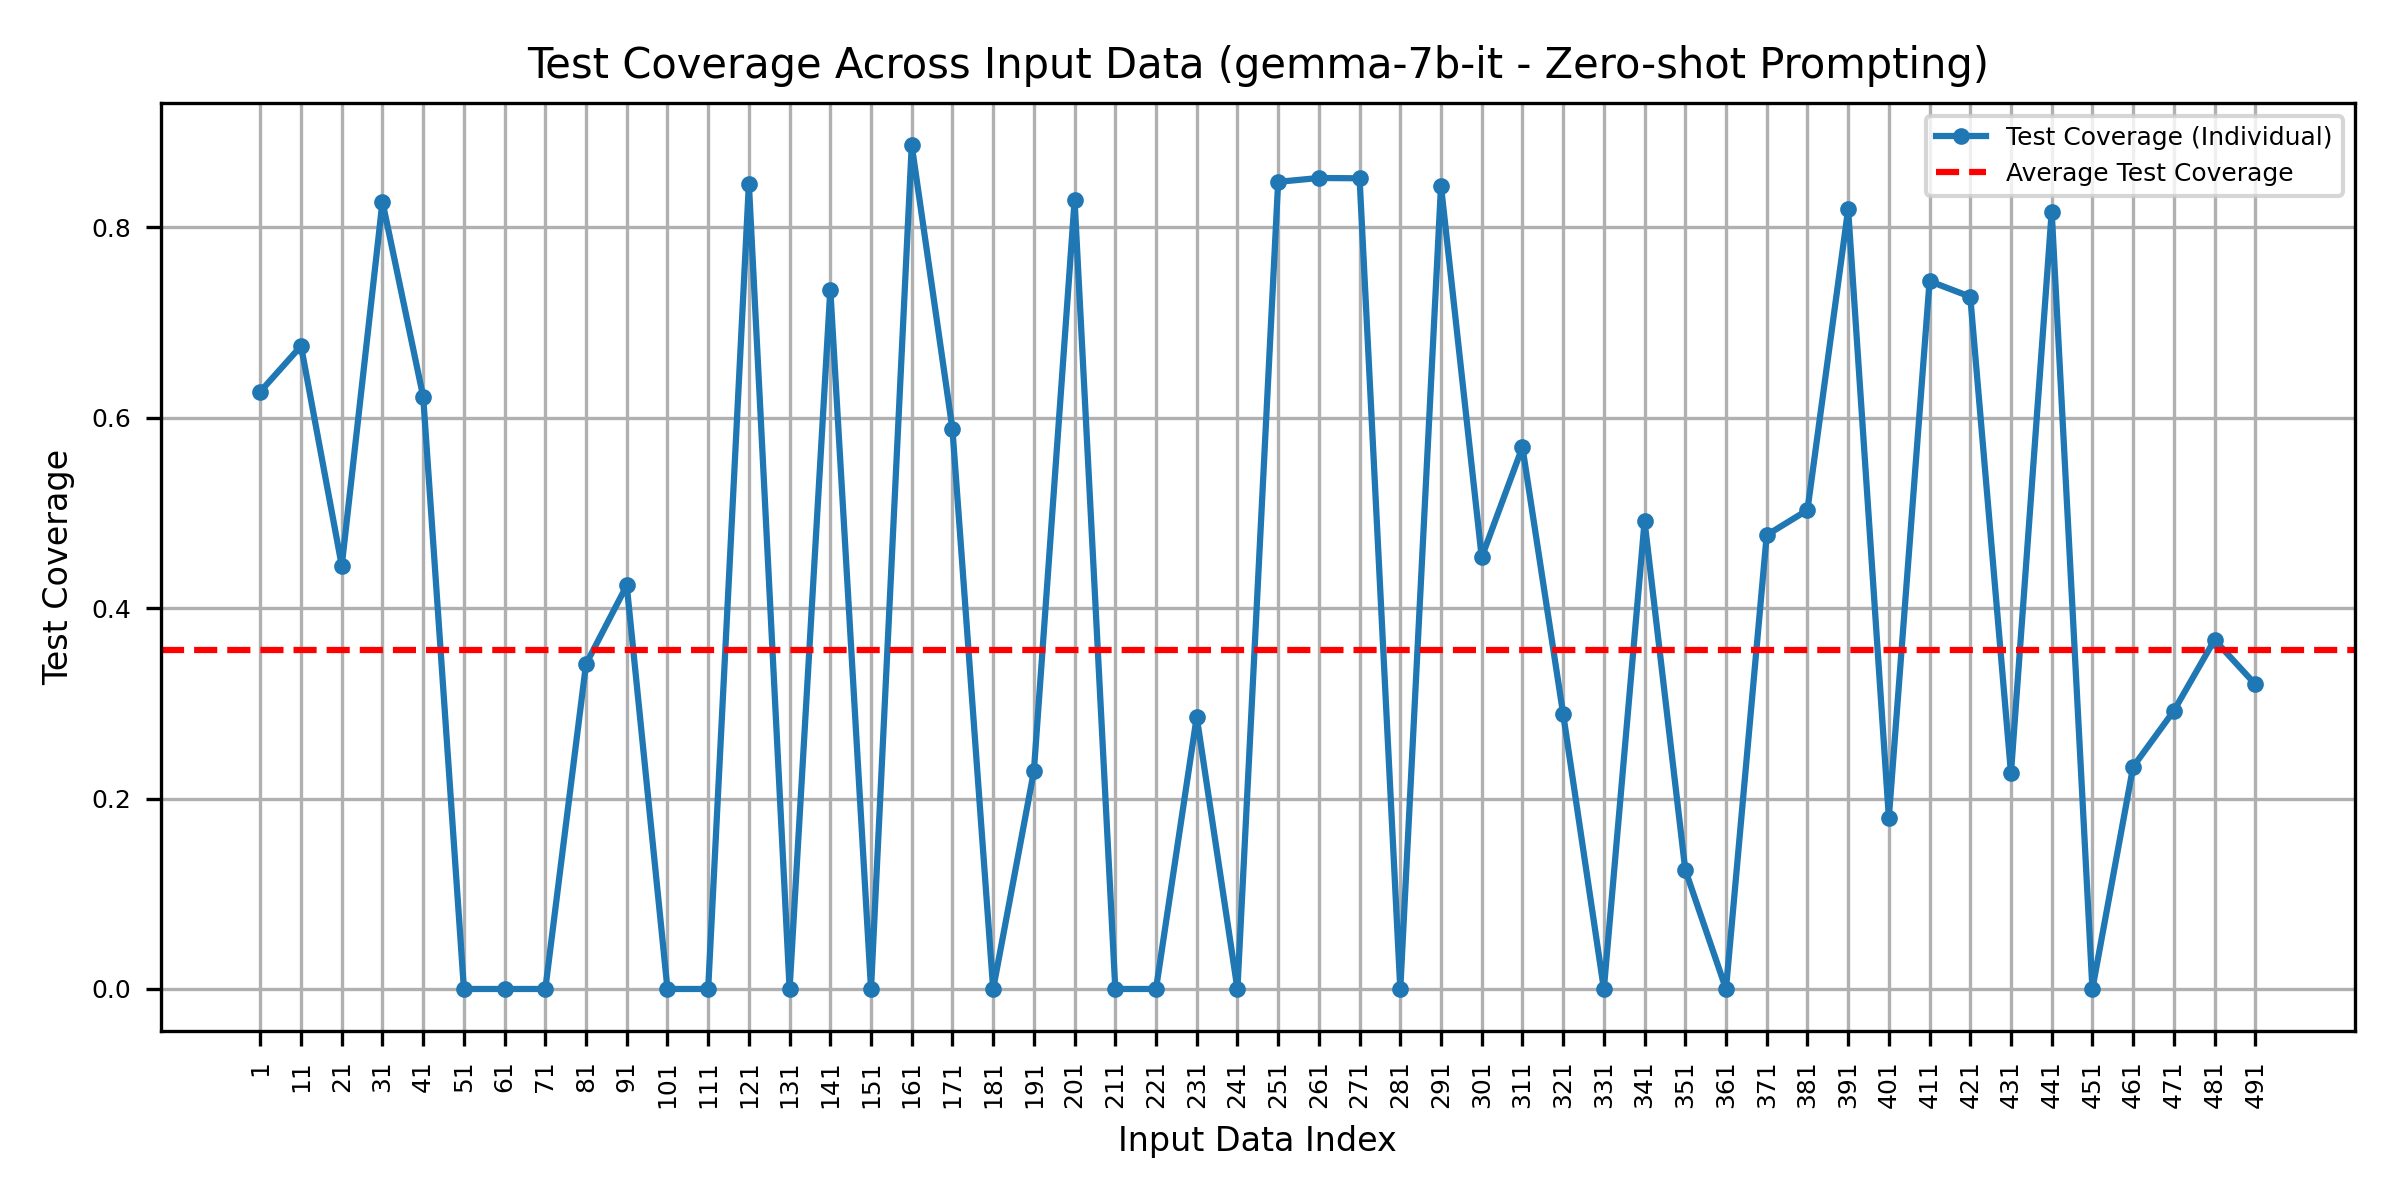 Test Coverage Across Input Data (gemma-7b-it - Zero-shot Prompting)
Test Coverage (Individual)
Average Test Coverage
Test Coverage
0.8
0.6
0.4
0.2
0.0
1 11 21 31 41 51 61 71 81 91 101 111 121 131 141 151 161 171 181 191 201 211 221 231 241 251 261 271 281 291 301 311 321 331 341 351 361 371 381 391 401 411 421 431 441 451 461 471 481 491
Input Data Index